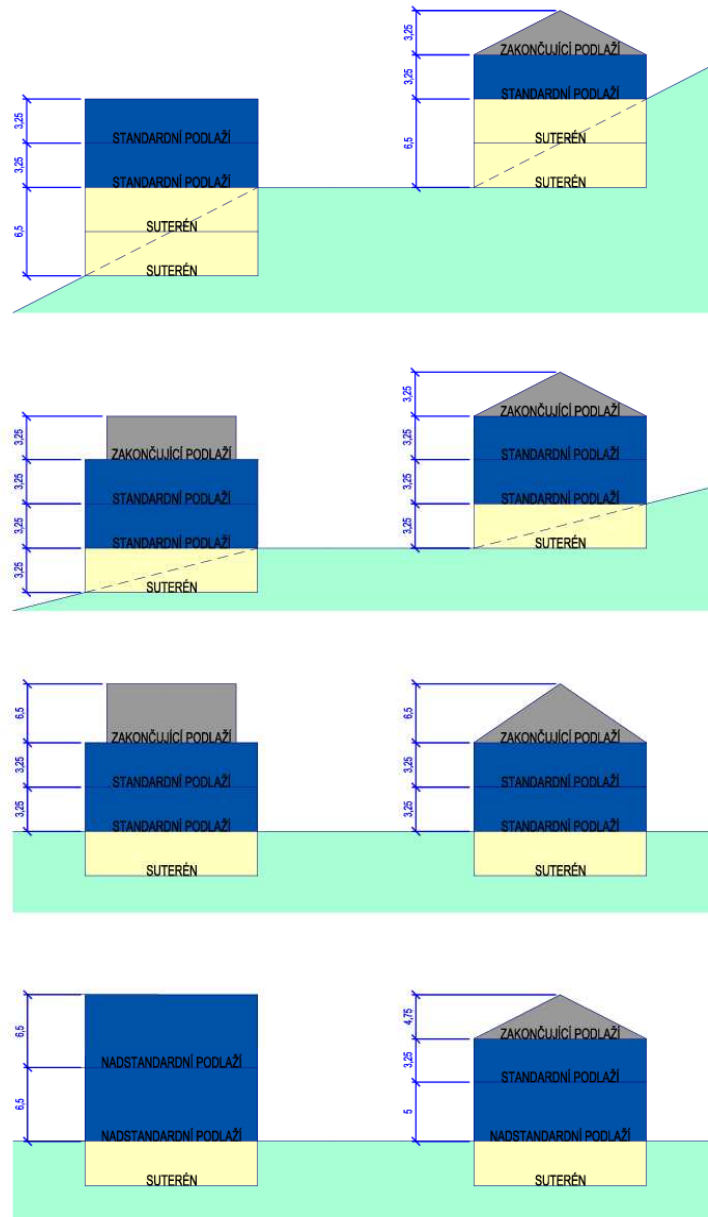 3,25
ZAKONČUJÍCÍ PODLAŽÍ
3,25
STANDARDNÍ PODLAŽÍ
6,5
SUTERÉN
SUTERÉN
3,25
STANDARDNÍ PODLAŽÍ
3,25
STANDARDNÍ PODLAŽÍ
6,5
SUTERÉN
SUTERÉN
3,25
ZAKONČUJÍCÍ PODLAŽÍ
3,25
STANDARDNÍ PODLAŽÍ
3,25
STANDARDNÍ PODLAŽÍ
3,25
SUTERÉN
3,25
ZAKONČUJÍCÍ PODLAŽÍ
3,25
STANDARDNÍ PODLAŽÍ
3,25
STANDARDNÍ PODLAŽÍ
3,25
SUTERÉN
6,5
ZAKONČUJÍCÍ PODLAŽÍ
3,25
STANDARDNÍ PODLAŽÍ
3,25
STANDARDNÍ PODLAŽÍ
SUTERÉN
6,5
ZAKONČUJÍCÍ PODLAŽÍ
3,25
STANDARDNÍ PODLAŽÍ
3,25
STANDARDNÍ PODLAŽÍ
SUTERÉN
6,5
NADSTANDARDNÍ PODLAŽÍ
6,5
NADSTANDARDNÍ PODLAŽÍ
SUTERÉN
4,75
ZAKONČUJÍCÍ PODLAŽÍ
3,25
STANDARDNÍ PODLAŽÍ
5
NADSTANDARDNÍ PODLAŽÍ
SUTERÉN